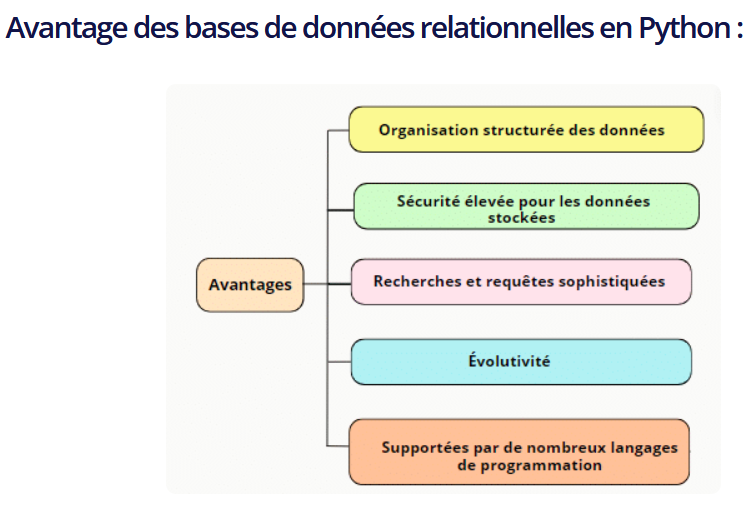 Avantage des bases de données relationnelles en Python :
Organisation structurée des données
Sécurité élevée pour les données
stockées
Avantages
Recherches et requêtes sophistiquées
Évolutivité
Supportées par de nombreux langages
de programmation